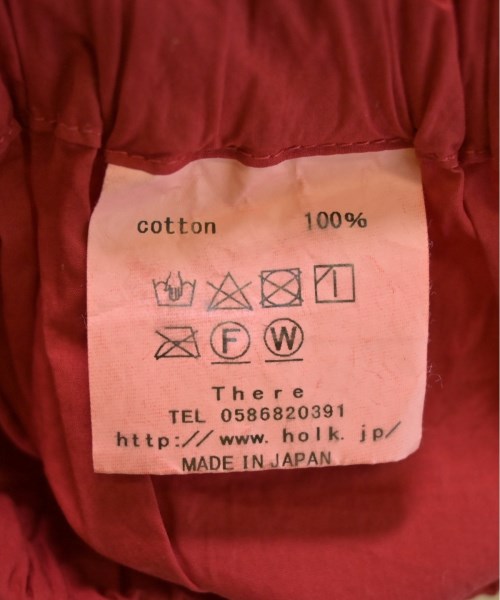 cotton 100%
F W
There
TEL 0586820391
http://www.holk.jp/
MADE IN JAPAN